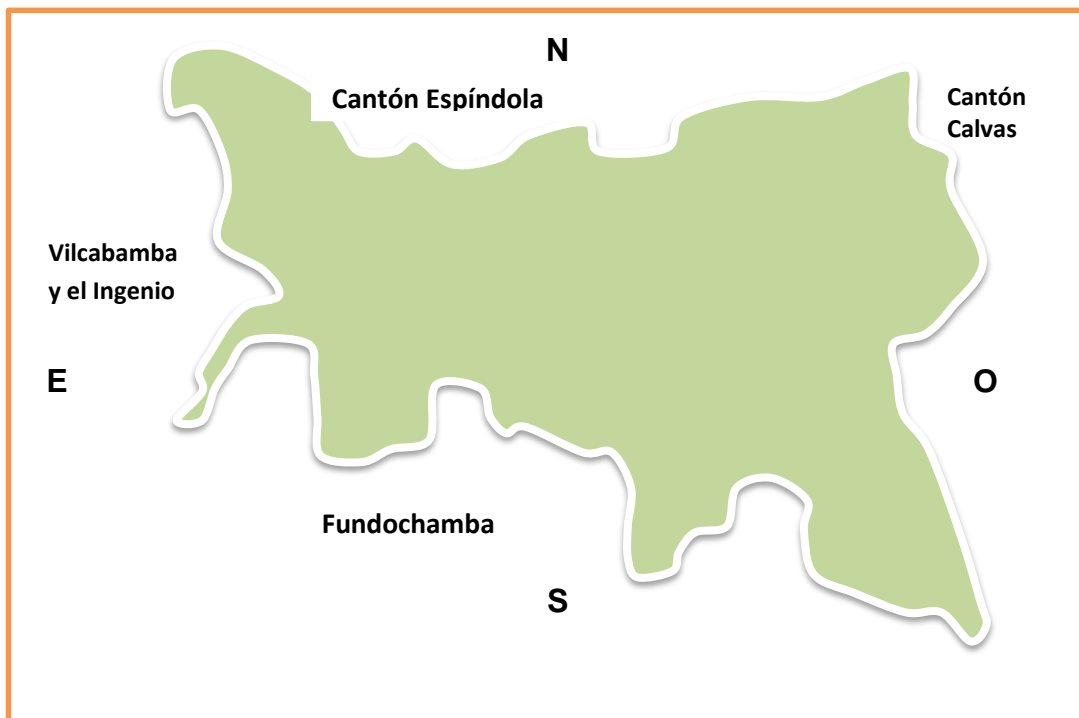 N
Cantón Espíndola
Cantón
Calvas
Vilcabamba
y el Ingenio
E
O
Fundochamba
S